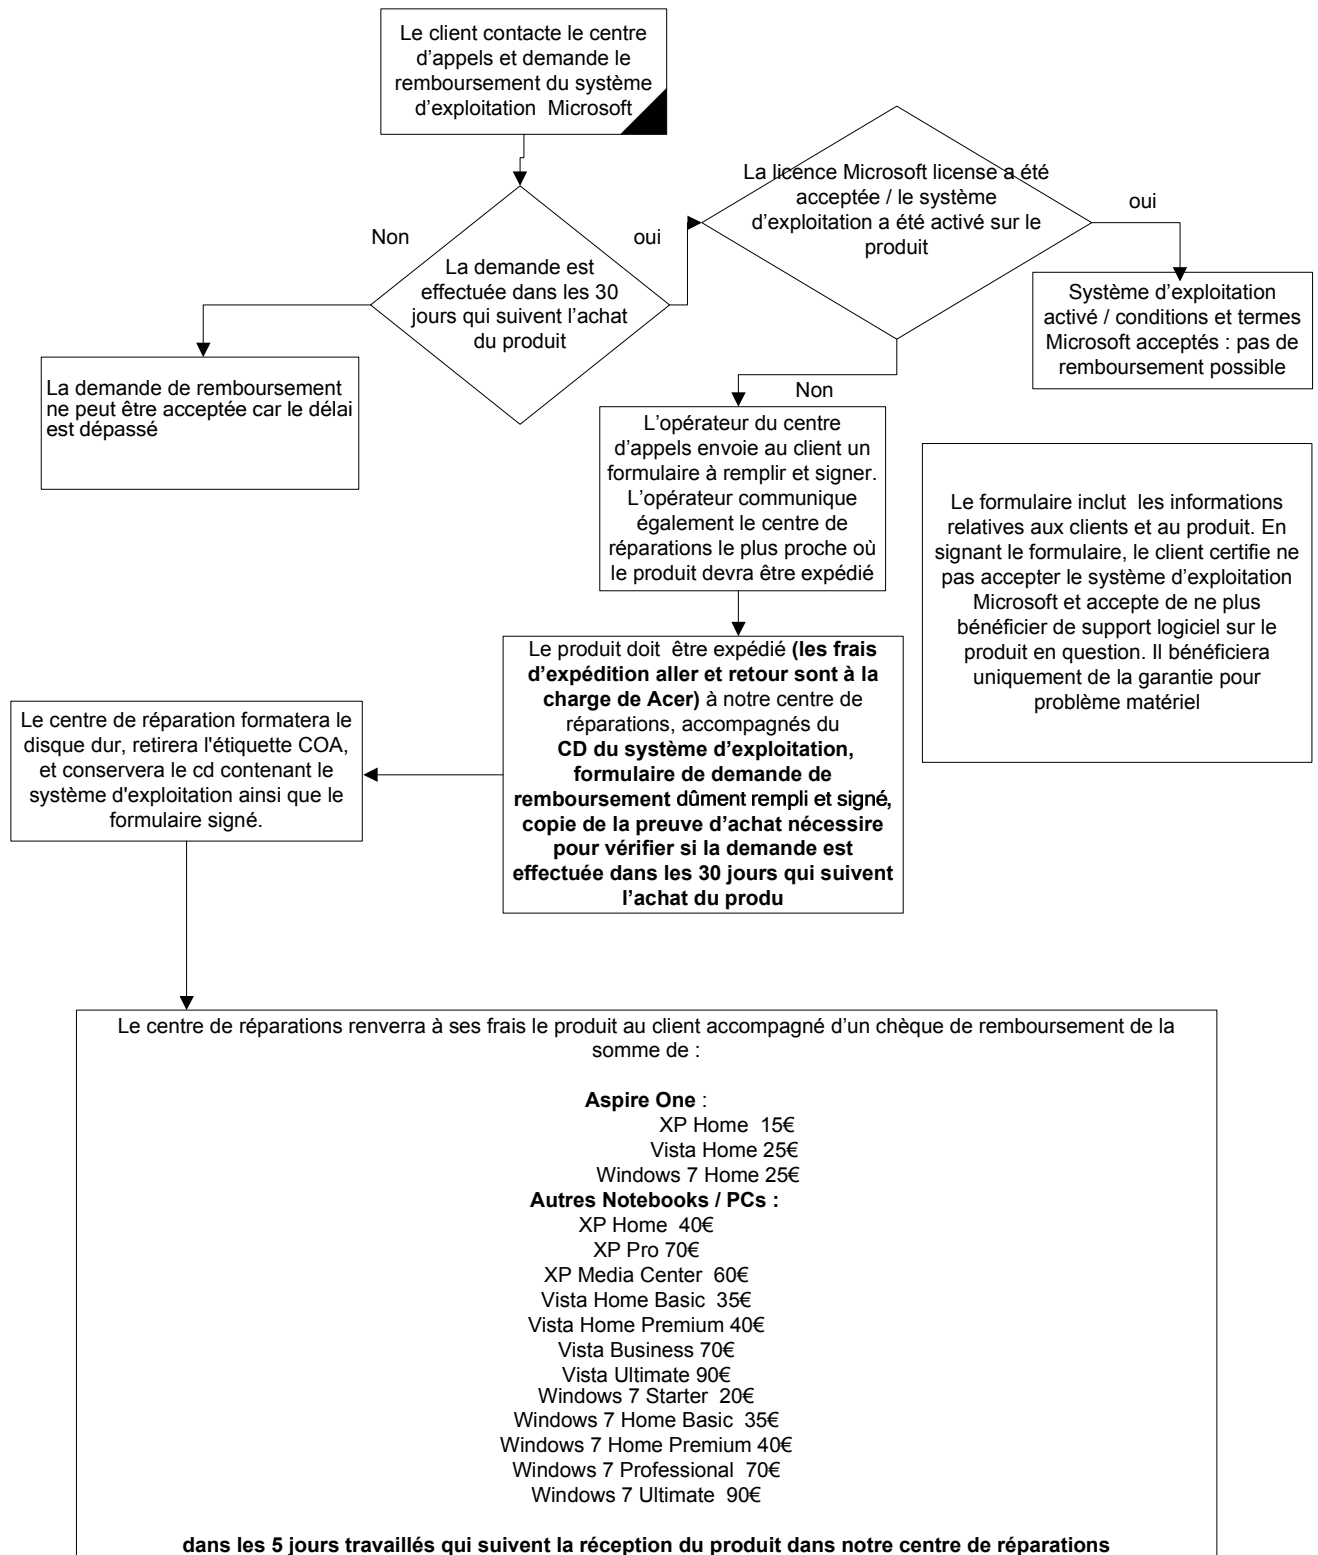 Le client contacte le centre
d’appels et demande le
remboursement du système
d’exploitation  Microsoft
La licence Microsoft license a été
acceptée / le système
d’exploitation a été activé sur le
produit
oui
Non
oui
La demande est
effectuée dans les 30
jours qui suivent l’achat
du produit
Système d’exploitation
activé / conditions et termes
Microsoft acceptés : pas de
remboursement possible
La demande de remboursement
ne peut être acceptée car le délai
est dépassé
Non
L’opérateur du centre
d’appels envoie au client un
formulaire à remplir et signer.
L’opérateur communique
également le centre de
réparations le plus proche où
le produit devra être expédié
Le formulaire inclut  les informations
relatives aux clients et au produit. En
signant le formulaire, le client certifie ne
pas accepter le système d’exploitation
Microsoft et accepte de ne plus
bénéficier de support logiciel sur le
produit en question. Il bénéficiera
uniquement de la garantie pour
problème matériel
Le produit doit  être expédié (les frais
d’expédition aller et retour sont à la
charge de Acer) à notre centre de
réparations, accompagnés du
CD du système d’exploitation,
formulaire de demande de
remboursement dûment rempli et signé,
copie de la preuve d’achat nécessire
pour vérifier si la demande est
effectuée dans les 30 jours qui suivent
l’achat du produ
Le centre de réparation formatera le
disque dur, retirera l'étiquette COA,
et conservera le cd contenant le
système d'exploitation ainsi que le
formulaire signé.
Le centre de réparations renverra à ses frais le produit au client accompagné d’un chèque de remboursement de la
somme de :
Aspire One :
XP Home  15€
Vista Home 25€
Windows 7 Home 25€
Autres Notebooks / PCs :
XP Home  40€
XP Pro 70€
XP Media Center  60€
Vista Home Basic  35€
Vista Home Premium 40€
Vista Business 70€
Vista Ultimate 90€
Windows 7 Starter  20€
Windows 7 Home Basic  35€
Windows 7 Home Premium 40€
Windows 7 Professional  70€
Windows 7 Ultimate  90€
dans les 5 jours travaillés qui suivent la réception du produit dans notre centre de réparations